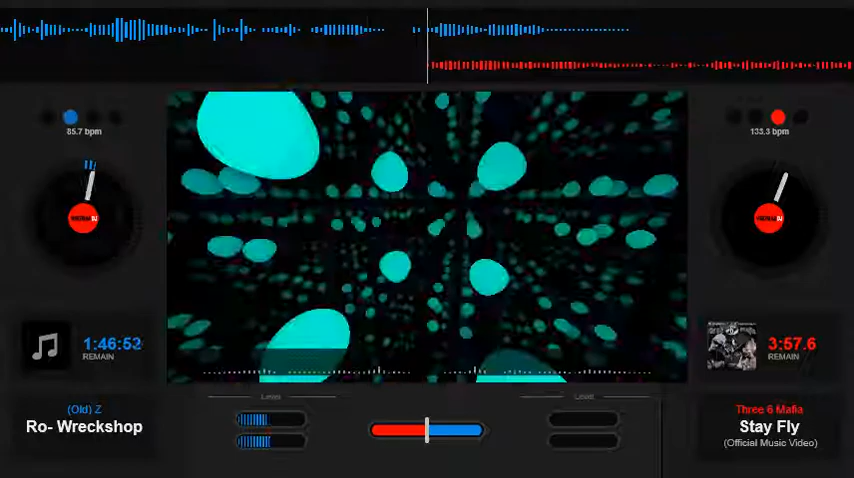 85.7 bpm
133.3 bpm
1:46:52
REMAIN
3:57.6
REMAIN
(Old) Z
Ro- Wreckshop
Three 6 Mafia
Stay Fly
(Official Music Video)